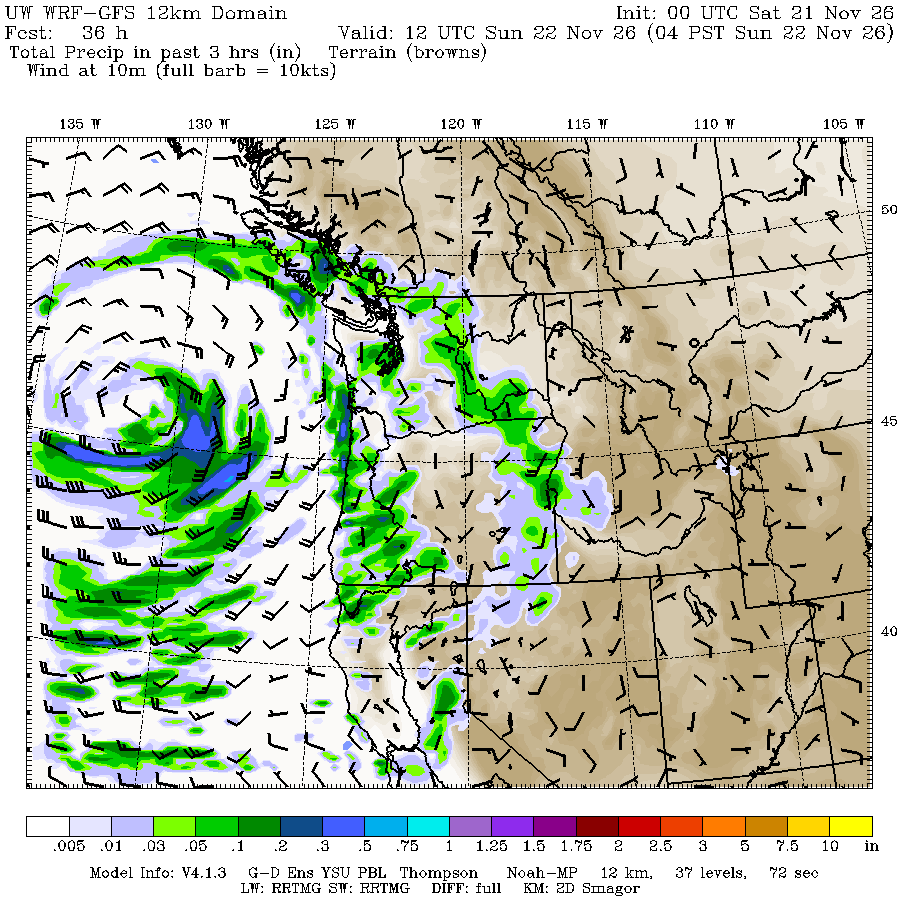 UW WRF-GFS 12km Domain Init: 00 UTC Sat 21 Nov 26
Fcst: 36 h Valid: 12 UTC Sun 22 Nov 26 (04 PST Sun 22 Nov 26)
Total Precip in past 3 hrs (in) Terrain (browns)
Wind at 10m (full barb = 10kts)
135 W 130 W 125 W 120 W 115 W 110 W 105 W
50
45
40
.005 .01 .03 .05 .1 .2 .3 .5 .75 1 1.25 1.5 1.75 2 2.5 3 5 7.5 10 in
Model Info: V4.1.3 G-D Ens YSU PBL Thompson Noah-MP 12 km, 37 levels, 72 sec
LW: RRTMG SW: RRTMG DIFF: full KM: 2D Smagor